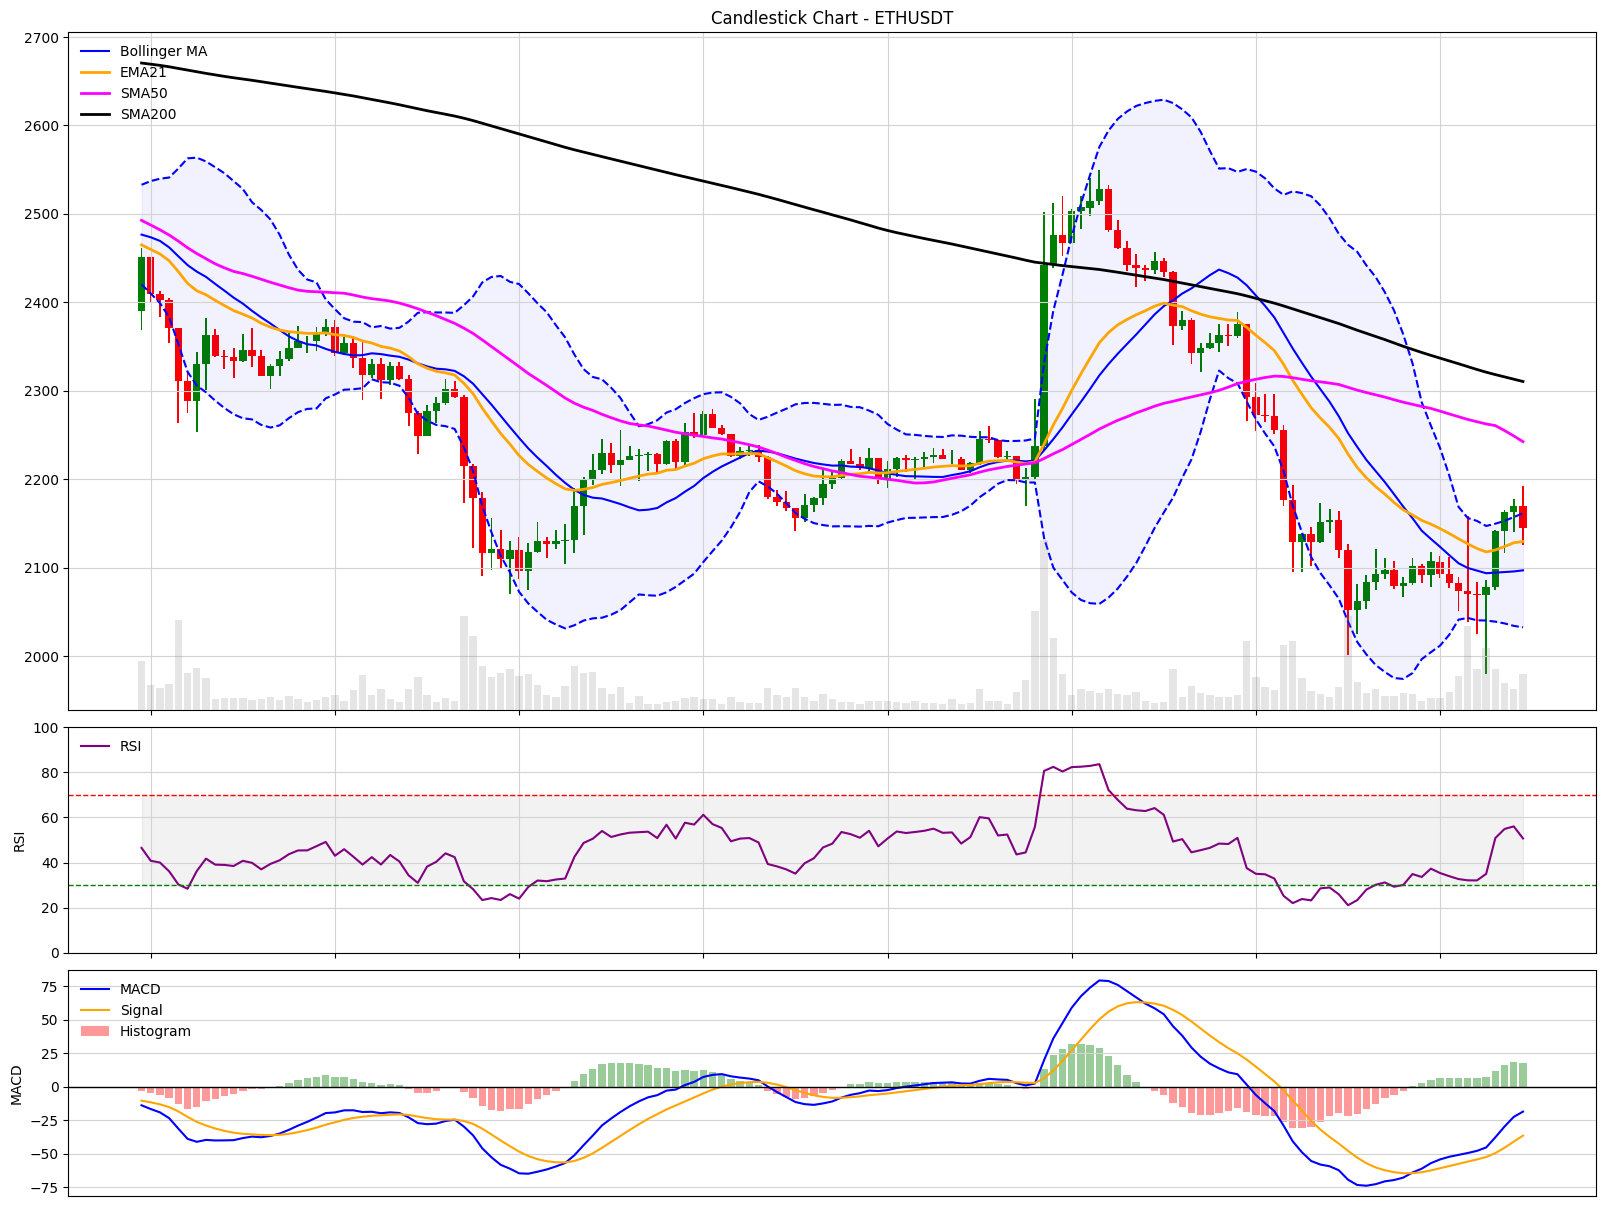 Candlestick Chart - ETHUSDT
Bollinger MA
EMA21
SMA50
SMA200
2700
2600
2500
2400
2300
2200
2100
2000
RSI
100
80
60
40
20
0
RSI
MACD
Signal
Histogram
75
50
25
0
−25
−50
−75
MACD